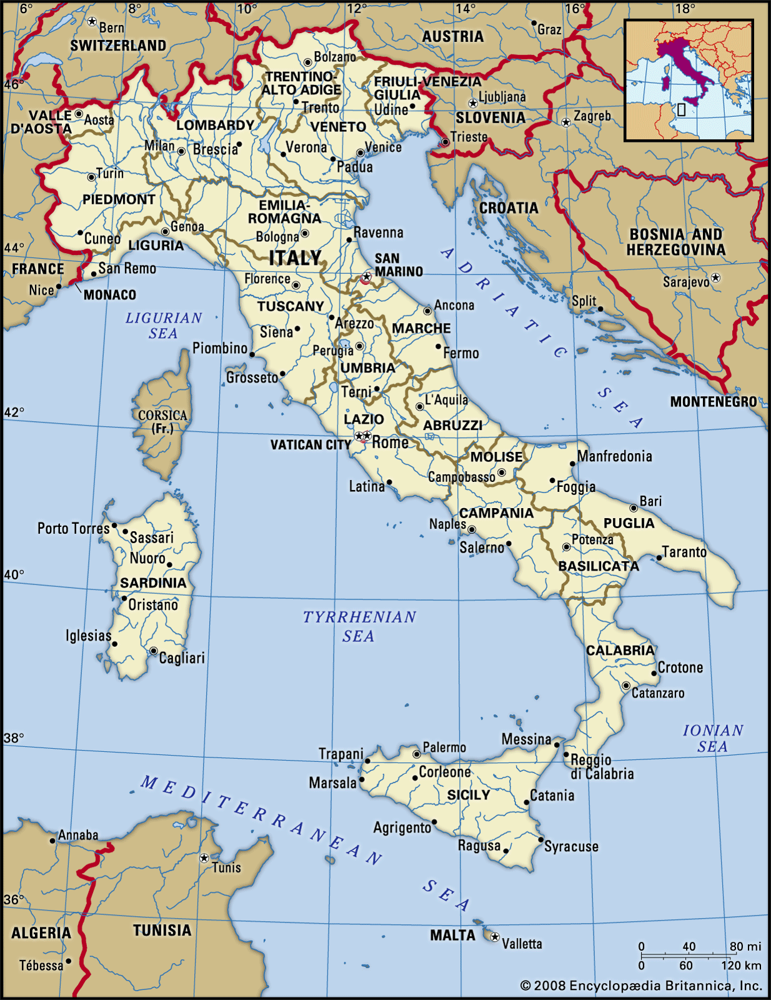 6°
8°
10°
12°
14°
16°
18°
Bern
SWITZERLAND
AUSTRIA
Graz
Bolzano
46°
TRENTINO-
ALTO ADIGE
Trento
FRIULI-VENEZIA
GIULIA
Udine
Ljubljana
SLOVENIA
Zagreb
VALLE
D'AOSTA
Aosta
LOMBARDY
VENETO
Trieste
Milan
Brescia
Verona
Venice
Padua
Turin
PIEDMONT
EMILIA-
ROMAGNA
CROATIA
Genoa
Bologna
Ravenna
Cuneo
LIGURIA
BOSNIA AND
HERZEGOVINA
44°
ITALY
SAN
MARINO
FRANCE
San Remo
Florence
Sarajevo
Nice
MONACO
ADRIATIC
SEA
TUSCANY
Ancona
Split
LIGURIAN
SEA
Arezzo
MARCHE
Siena
Piombino
Perugia
Fermo
UMBRIA
Grosseto
Terni
L'Aquila
MONTENEGRO
42°
CORSICA
(Fr.)
LAZIO
ABRUZZI
VATICAN CITY
Rome
MOLISE
Manfredonia
Campobasso
Latina
Foggia
Bari
CAMPANIA
PUGLIA
Naples
Porto Torres
Sassari
Salerno
Potenza
Taranto
Nuoro
BASILICATA
40°
SARDINIA
Oristano
TYRRHENIAN
SEA
Iglesias
Cagliari
CALABRIA
Crotone
Catanzaro
38°
IONIAN
SEA
Messina
Palermo
Trapani
Reggio
di Calabria
Corleone
Marsala
MEDITERRANEAN
SEA
SICILY
Catania
Agrigento
Annaba
Ragusa
Syracuse
Tunis
36°
ALGERIA
TUNISIA
MALTA
Valletta
Tébessa
0 40 80 mi
0 60 120 km
© 2008 Encyclopædia Britannica, Inc.